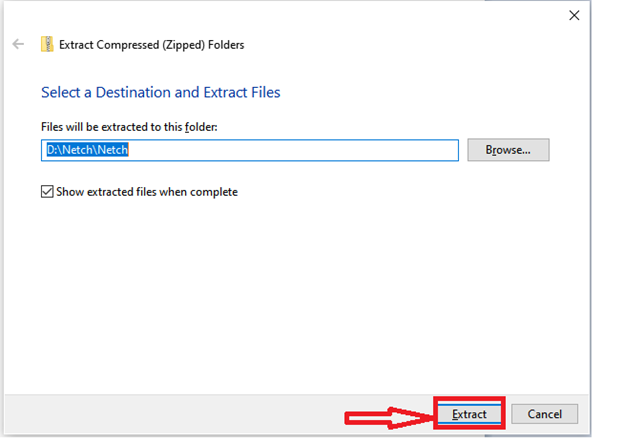 Extract Compressed (Zipped) Folders
Select a Destination and Extract Files
Files will be extracted to this folder:
D:\Netch\Netch
Browse...
Show extracted files when complete
Extract
Cancel